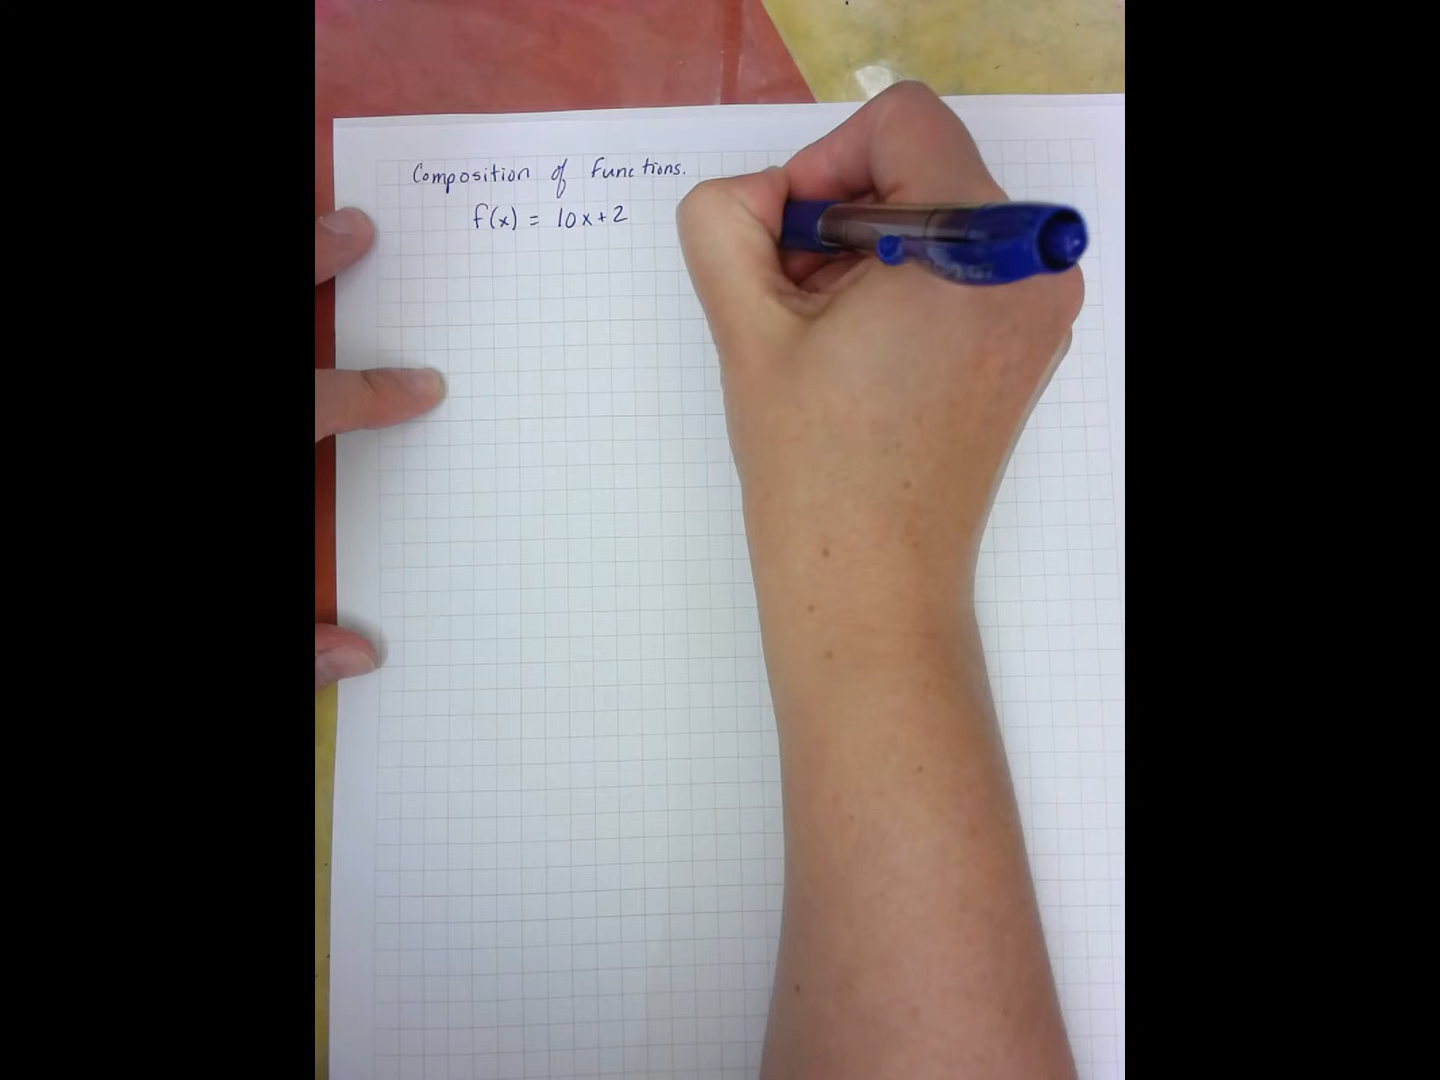 Composition of functions.
f(x) = 10x+2